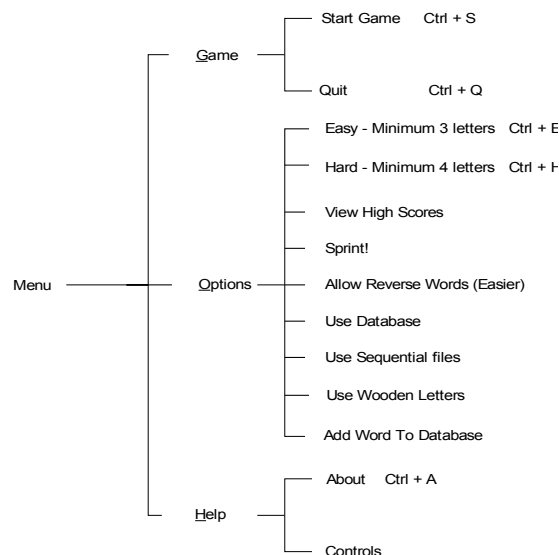 Start Game Ctrl + S
Game
Quit Ctrl + Q
Easy - Minimum 3 letters Ctrl + E
Hard - Minimum 4 letters Ctrl + H
View High Scores
Sprint!
Menu
Options
Allow Reverse Words (Easier)
Use Database
Use Sequential files
Use Wooden Letters
Add Word To Database
About Ctrl + A
Help
Controls